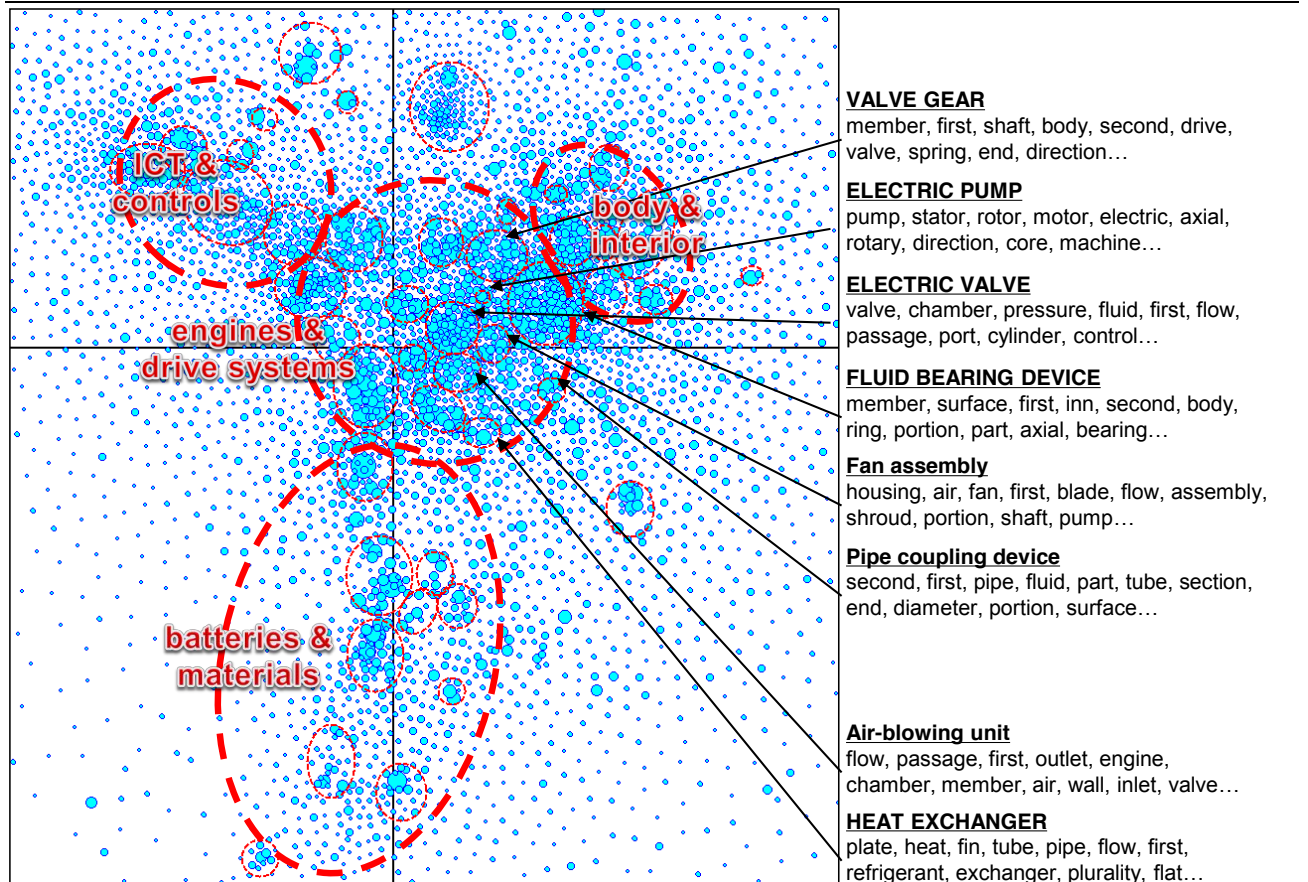 ICT &
controls
body &
interior
engines &
drive systems
batteries &
materials
VALVE GEAR
member, first, shaft, body, second, drive,
valve, spring, end, direction…
ELECTRIC PUMP
pump, stator, rotor, motor, electric, axial,
rotary, direction, core, machine…
ELECTRIC VALVE
valve, chamber, pressure, fluid, first, flow,
passage, port, cylinder, control…
FLUID BEARING DEVICE
member, surface, first, inn, second, body,
ring, portion, part, axial, bearing…
Fan assembly
housing, air, fan, first, blade, flow, assembly,
shroud, portion, shaft, pump…
Pipe coupling device
second, first, pipe, fluid, part, tube, section,
end, diameter, portion, surface…
Air-blowing unit
flow, passage, first, outlet, engine,
chamber, member, air, wall, inlet, valve…
HEAT EXCHANGER
plate, heat, fin, tube, pipe, flow, first,
refrigerant, exchanger, plurality, flat…